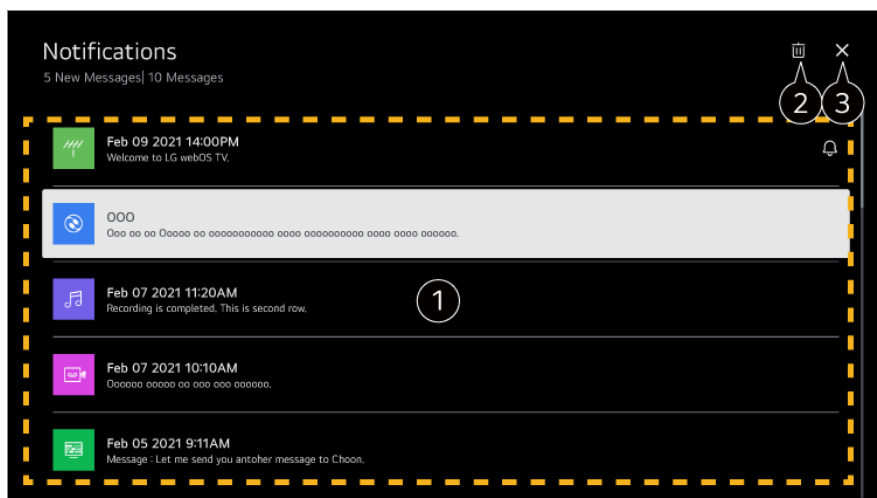 Notifications
5 New Messages| 10 Messages
2
3
Feb 09 2021 14:00PM
Welcome to LG webOS TV.
OOO
Ooo oo oo Ooooo oo ooooooooooo oooo oooooooooo oooo oooo oooooo.
Feb 07 2021 11:20AM
Recording is completed. This is second row.
1
Feb 07 2021 10:10AM
Oooooo ooooo oo ooo ooo oooooo.
Feb 05 2021 9:11AM
Message : Let me send you antoher message to Choon.